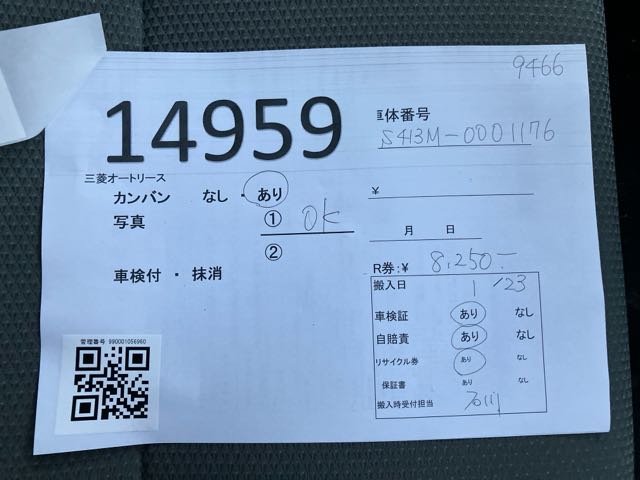 9466
14959
車体番号
S413M-0001176
三菱オートリース
カンバン なし・あり
¥
写真 ① OK
月 日
②
車検付・抹消
R券:¥ 8,250-
搬入日 1/23
車検証 あり なし
自賠責 あり なし
リサイクル券 あり なし
保証書 あり なし
搬入時受付担当
管理番号 990001056960